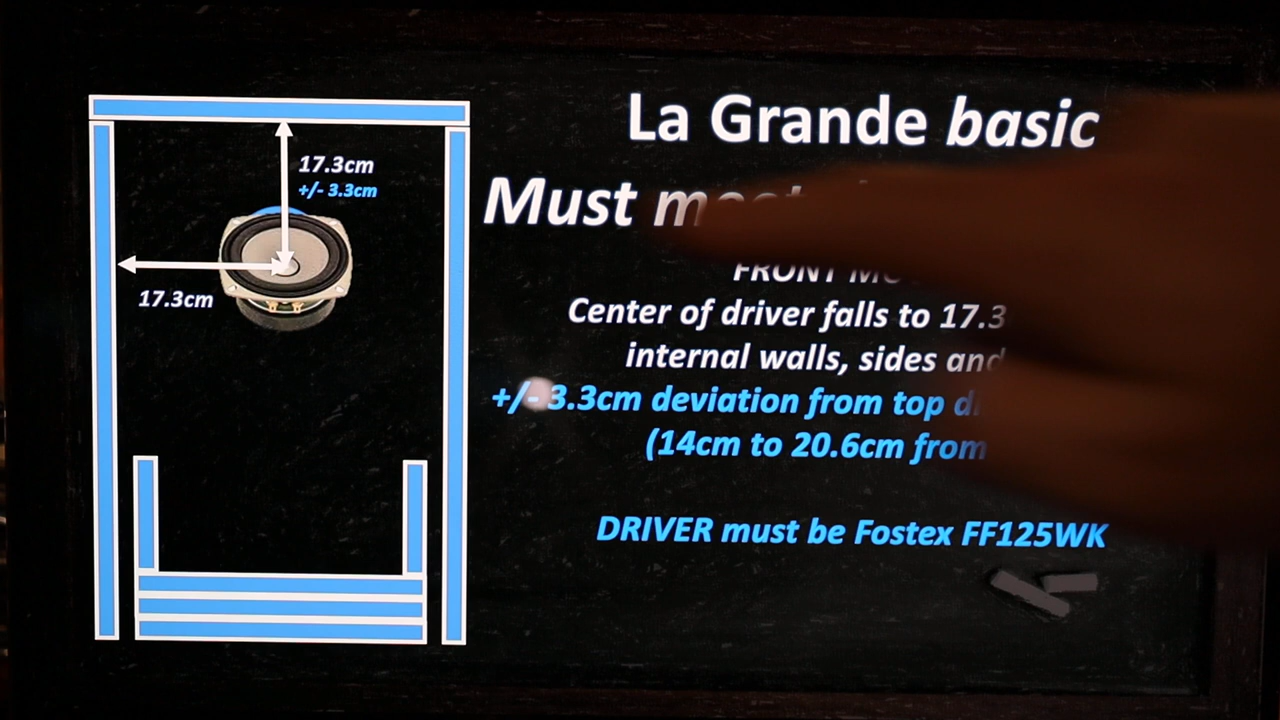 La Grande basic
Must
17.3cm
+/- 3.3cm
17.3cm
FRONT
Center of driver falls to 17.3
internal walls, sides and
+/- 3.3cm deviation from top
(14cm to 20.6cm from
DRIVER must be Fostex FF125WK